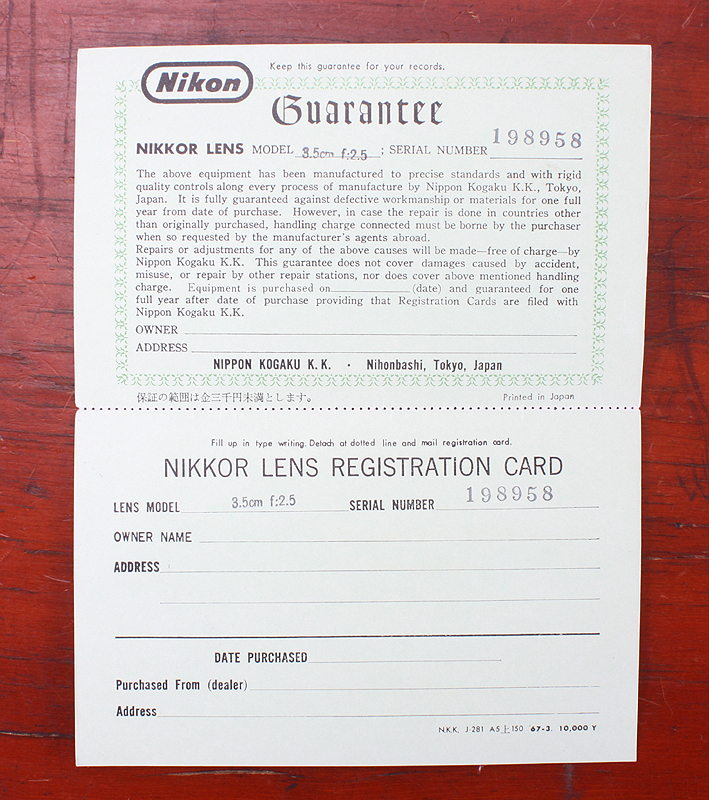 Keep this guarantee for your records.
Nikon
Guarantee
NIKKOR LENS MODEL 3.5cm f:2.5 ; SERIAL NUMBER 198958
The above equipment has been manufactured to precise standards and with rigid
quality controls along every process of manufacture by Nippon Kogaku K.K., Tokyo,
Japan. It is fully guaranteed against defective workmanship or materials for one full
year from date of purchase. However, in case the repair is done in countries other
than originally purchased, handling charge connected must be borne by the purchaser
when so requested by the manufacturer's agents abroad.
Repairs or adjustments for any of the above causes will be made—free of charge—by
Nippon Kogaku K.K. This guarantee does not cover damages caused by accident,
misuse, or repair by other repair stations, nor does cover above mentioned handling
charge. Equipment is purchased on (date) and guaranteed for one
full year after date of purchase providing that Registration Cards are filed with
Nippon Kogaku K.K.
OWNER
ADDRESS
NIPPON KOGAKU K.K. · Nihonbashi, Tokyo, Japan
保証の範囲は金三千円未満とします。 Printed in Japan
Fill up in type writing. Detach at dotted line and mail registration card.
NIKKOR LENS REGISTRATION CARD
LENS MODEL 3.5cm f:2.5 SERIAL NUMBER 198958
OWNER NAME
ADDRESS
DATE PURCHASED
Purchased From (dealer)
Address
N.K.K. J-281 A5上150 67-3. 10,000 Y